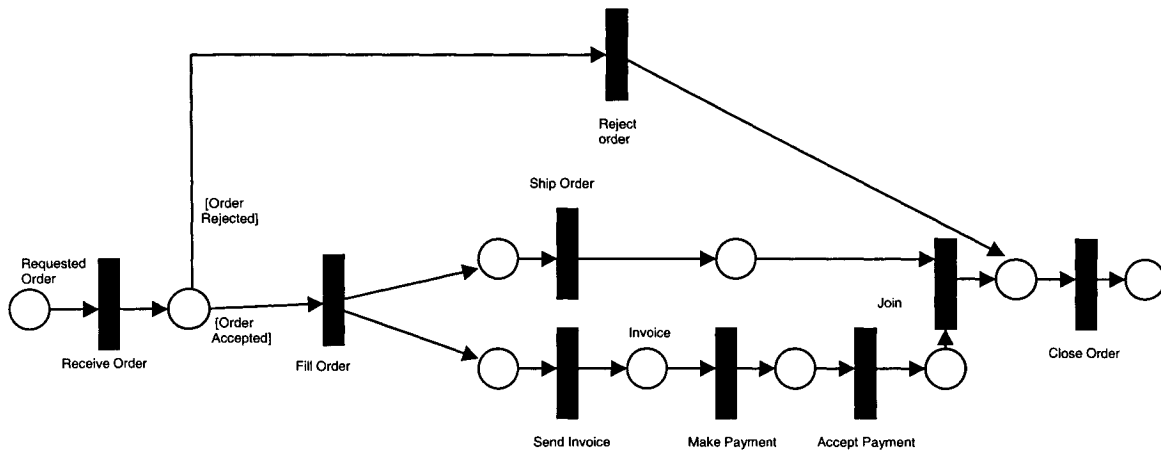 Reject
order
Ship Order
[Order
Rejected]
Requested
Order
Receive Order
[Order
Accepted]
Fill Order
Join
Invoice
Close Order
Send Invoice
Make Payment
Accept Payment